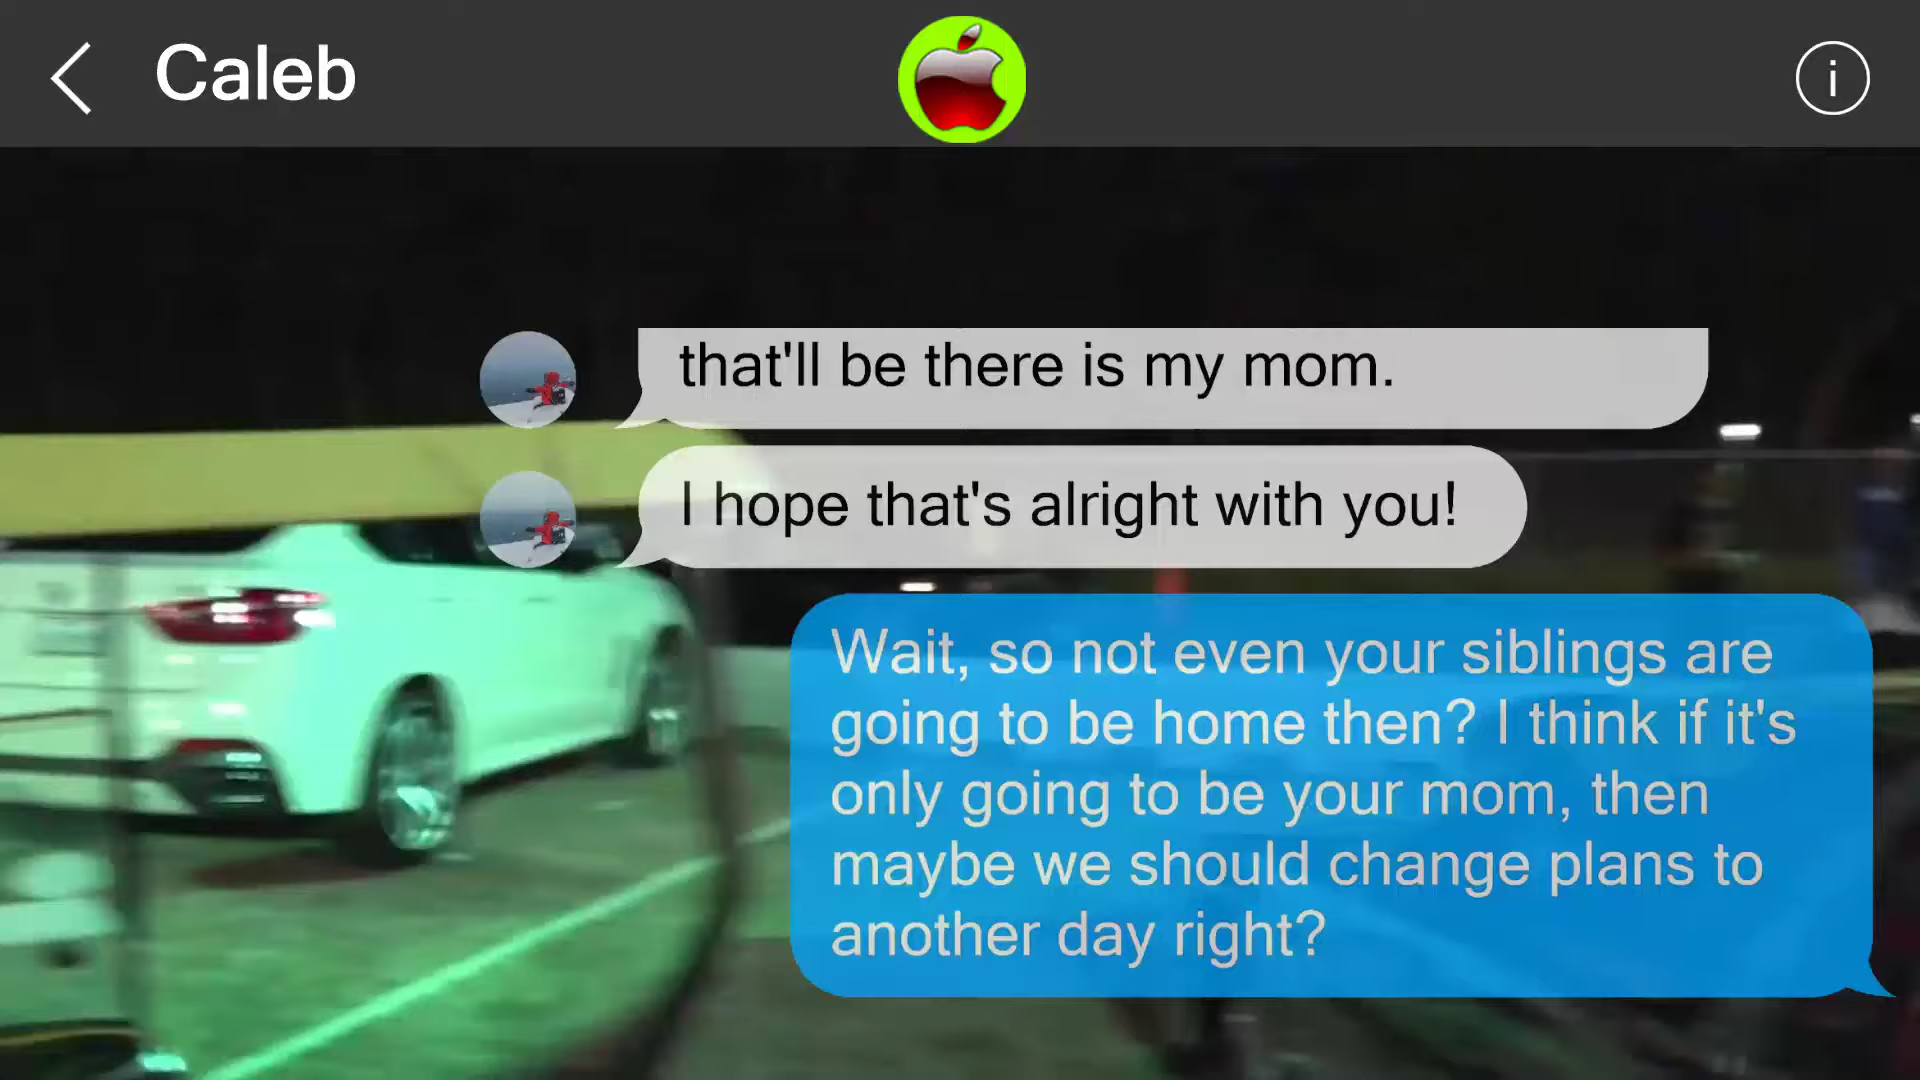 Caleb
that'll be there is my mom.
I hope that's alright with you!
Wait, so not even your siblings are
going to be home then? I think if it's
only going to be your mom, then
maybe we should change plans to
another day right?